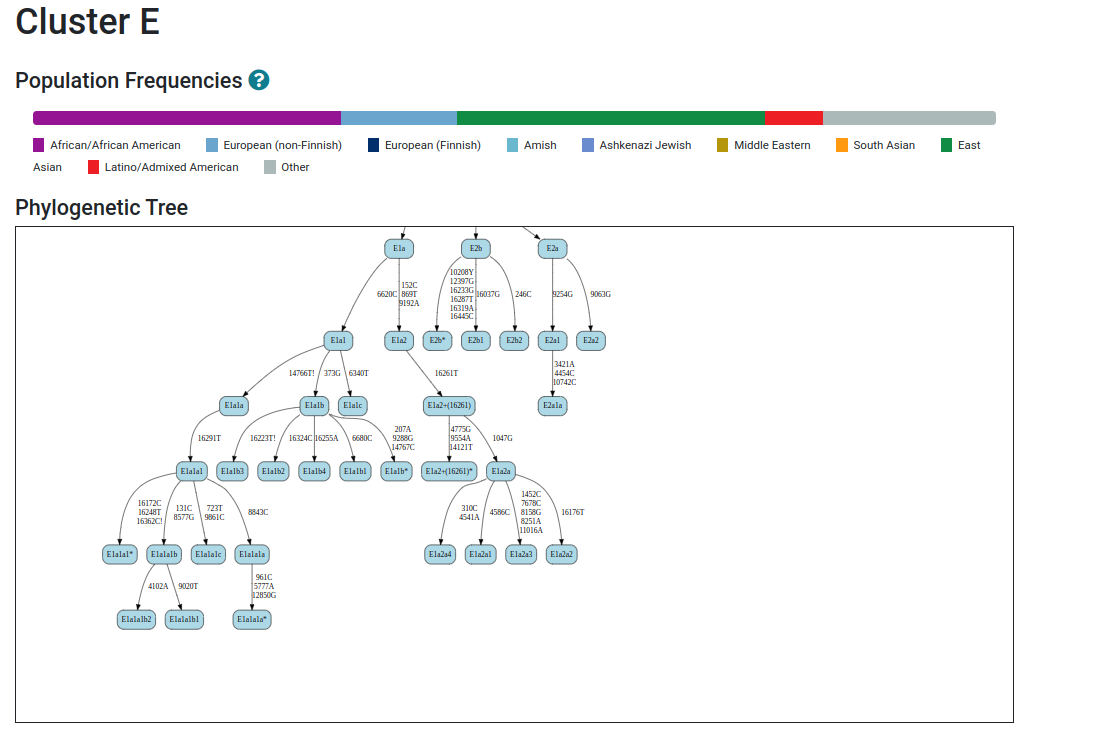 Cluster E
Population Frequencies ?
African/African American European (non-Finnish) European (Finnish) Amish Ashkenazi Jewish Middle Eastern South Asian East
Asian Latino/Admixed American Other
Phylogenetic Tree
E1a E2b E2a
10208Y
12397G
152C 16233G
6620C 869T 16287T 16037G 246C 9254G 9063G
9192A 16319A
16445C
E1a1 E1a2 E2b* E2b1 E2b2 E2a1 E2a2
3421A
14766T! 373G 6340T 16261T 4454C
10742C
E1a1a E1a1b E1a1c E1a2+(16261) E2a1a
207A 4775G
16291T 16223T! 16324C 16255A 6680C 9288G 9554A 1047G
14767C 14121T
E1a1a1 E1a1b3 E1a1b2 E1a1b4 E1a1b1 E1a1b* E1a2+(16261)* E1a2a
1452C
16172C 131C 723T 310C 7678C
16248T 8577G 9861C 8843C 4541A 4586C 8158G 16176T
16362C! 8251A
11016A
E1a1a1* E1a1a1b E1a1a1c E1a1a1a E1a2a4 E1a2a1 E1a2a3 E1a2a2
961C
4102A 9020T 5777A
12850G
E1a1a1b2 E1a1a1b1 E1a1a1a*